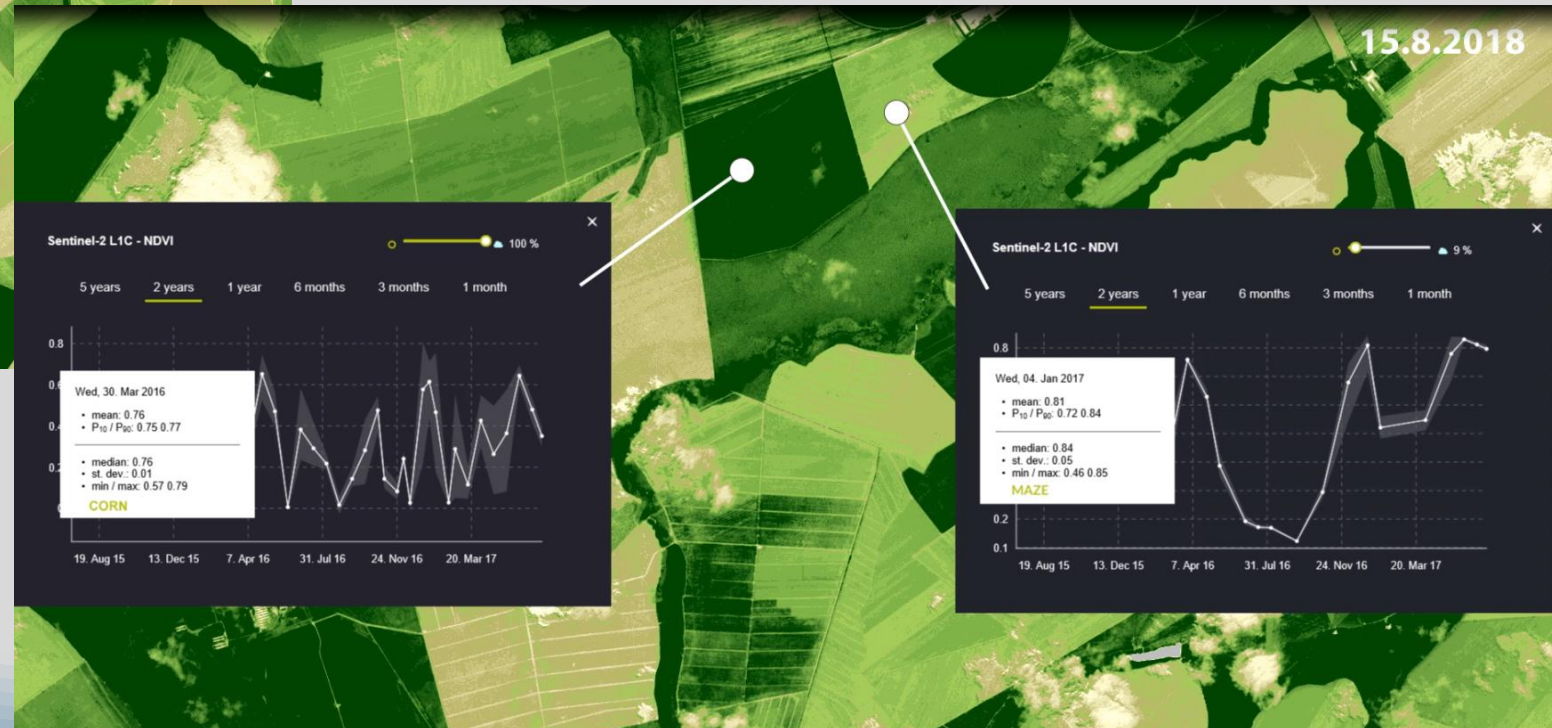 15.8.2018
Sentinel-2 L1C - NDVI
100 %
5 years 2 years 1 year 6 months 3 months 1 month
0.8
0.2
Wed, 30. Mar 2016
• mean: 0.76
• P10 / P90: 0.75 0.77
• median: 0.76
• st. dev.: 0.01
• min / max: 0.57 0.79
CORN
19. Aug 15 13. Dec 15 7. Apr 16 31. Jul 16 24. Nov 16 20. Mar 17
Sentinel-2 L1C - NDVI
9 %
5 years 2 years 1 year 6 months 3 months 1 month
0.8
Wed, 04. Jan 2017
• mean: 0.81
• P10 / P90: 0.72 0.84
• median: 0.84
• st. dev.: 0.05
• min / max: 0.46 0.85
MAZE
0.2
0.1
19. Aug 15 13. Dec 15 7. Apr 16 31. Jul 16 24. Nov 16 20. Mar 17